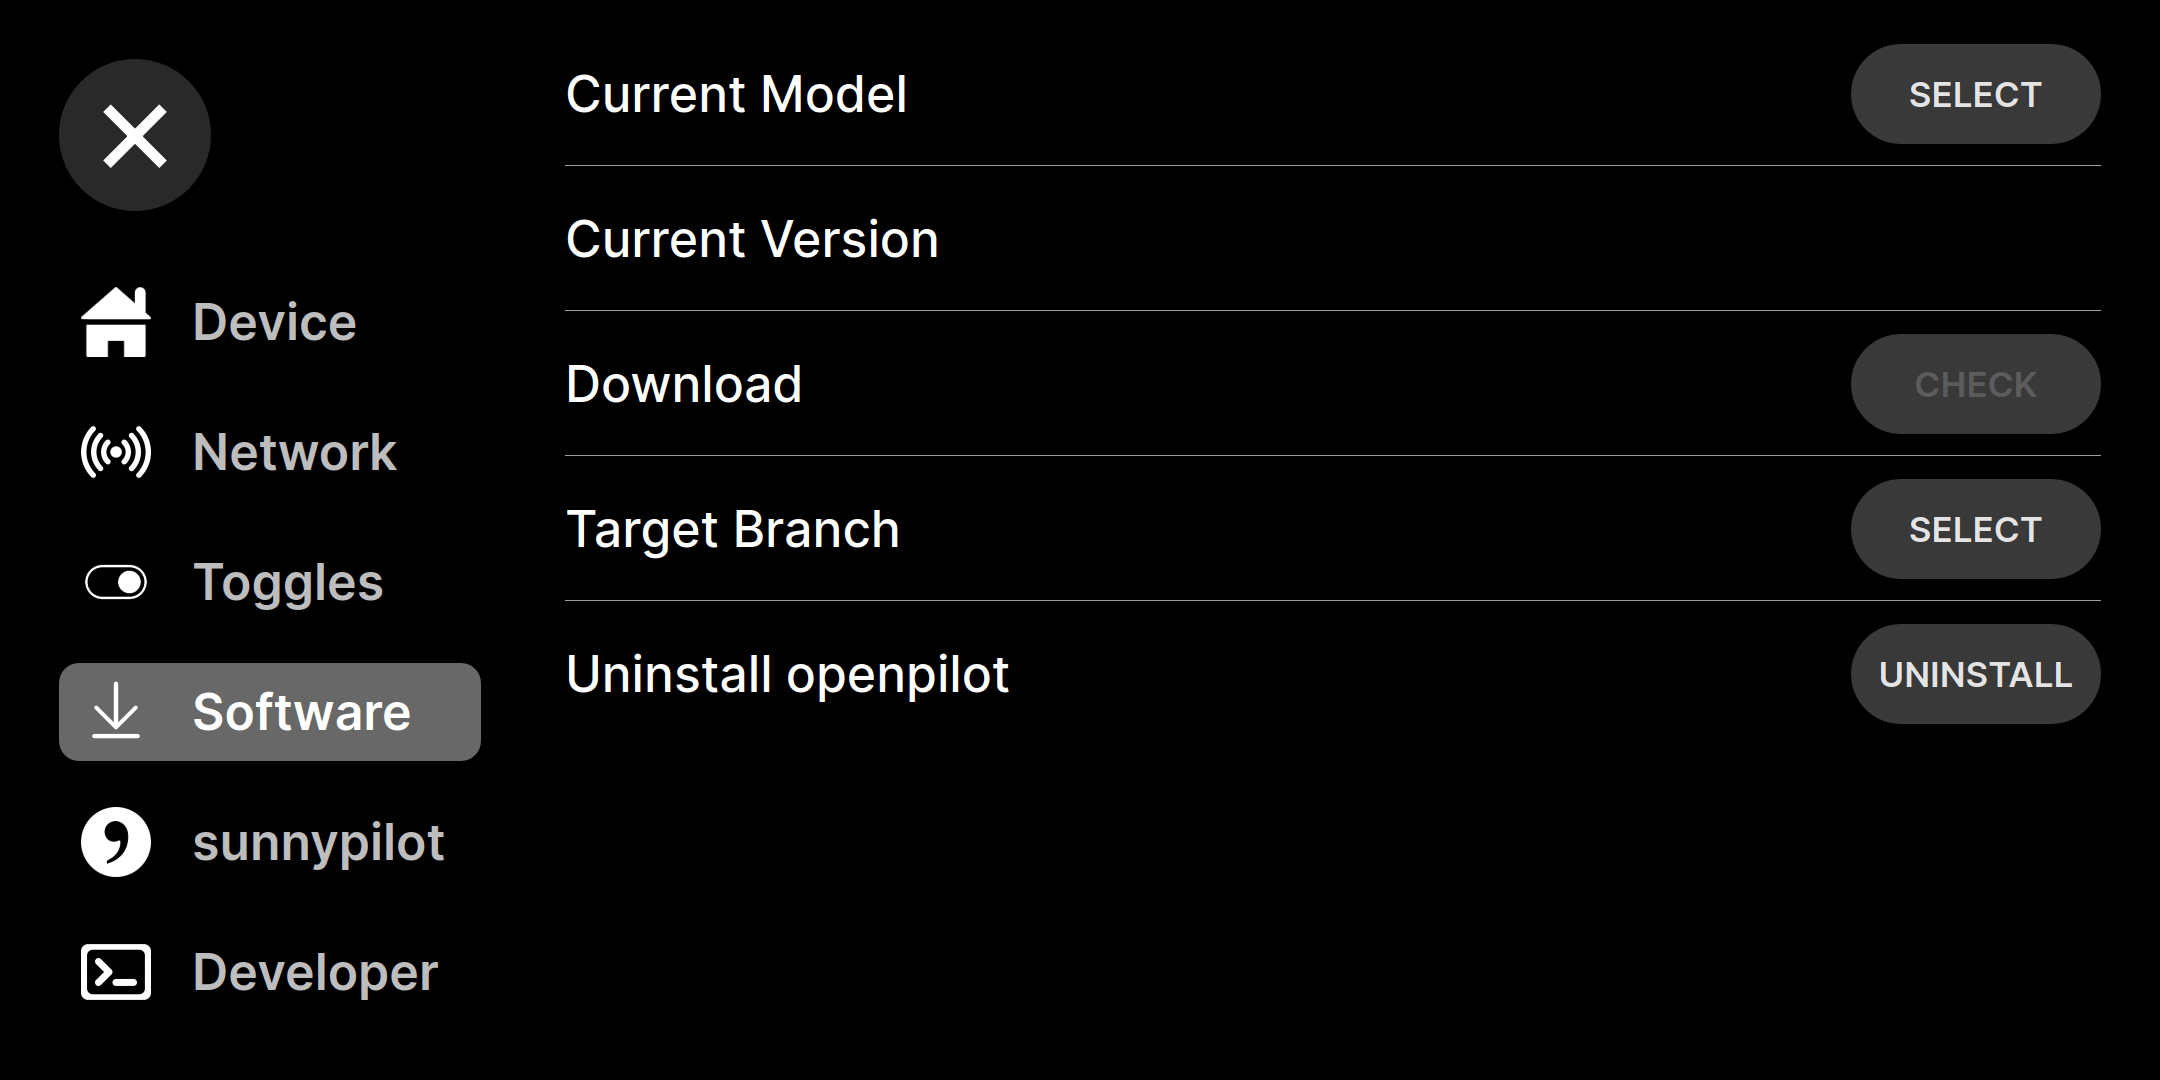 Device
Network
Toggles
Software
sunnypilot
Developer
Current Model
SELECT
Current Version
Download
CHECK
Target Branch
SELECT
Uninstall openpilot
UNINSTALL